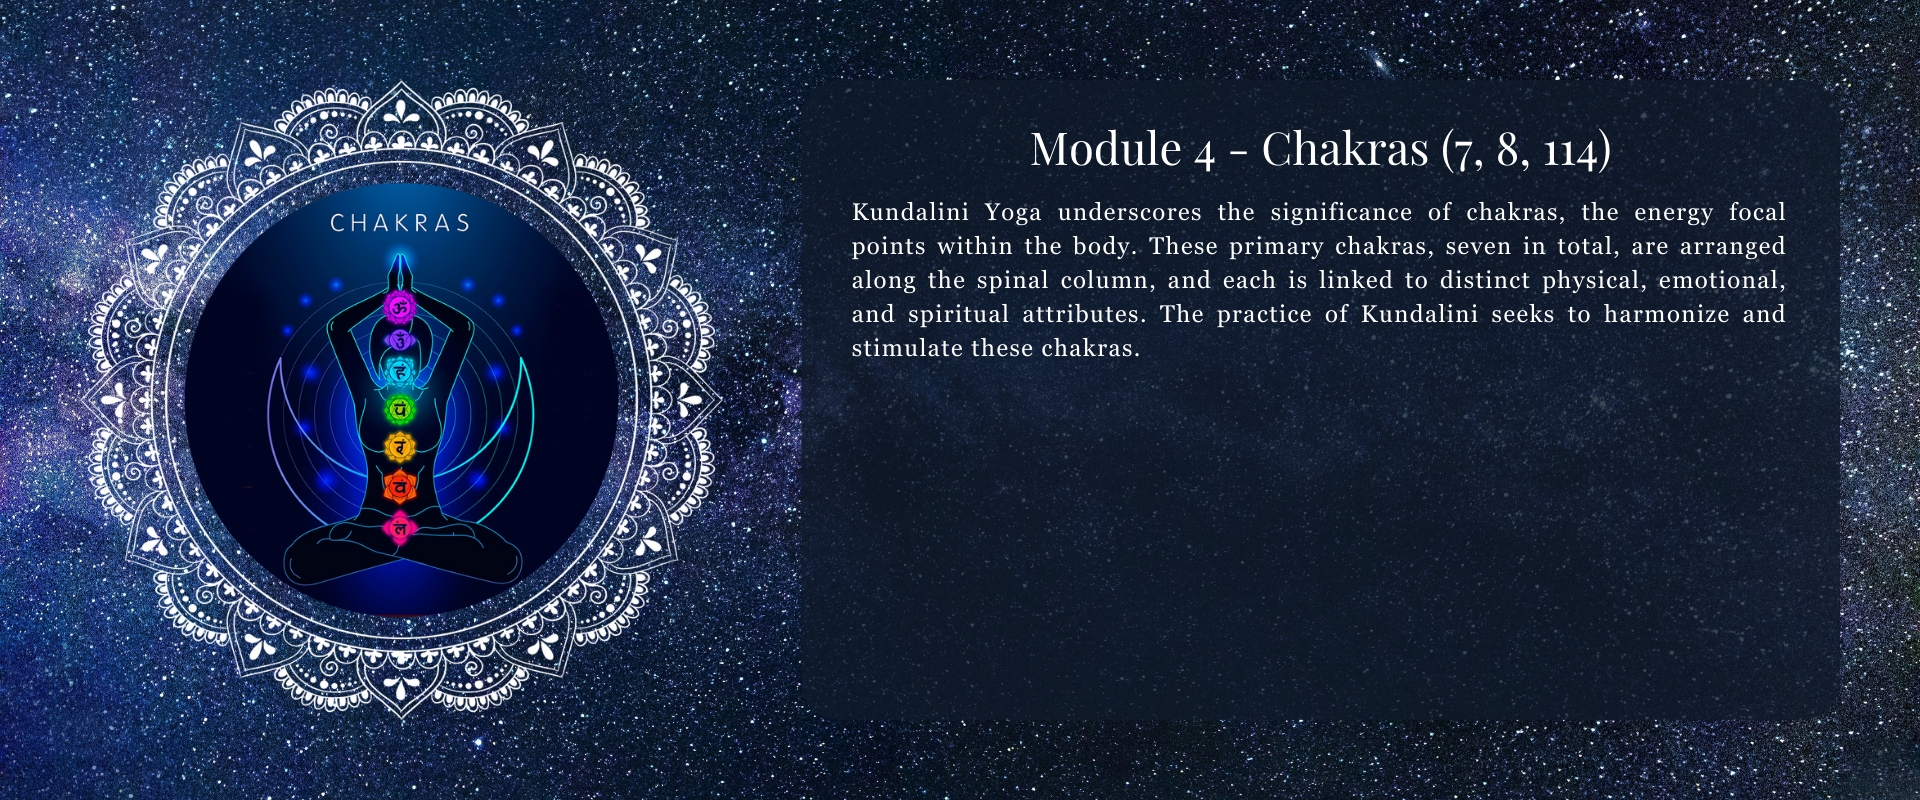 CHAKRAS
ॐ
हं
यं
रं
वं
लं
Module 4 - Chakras (7, 8, 114)
Kundalini Yoga underscores the significance of chakras, the energy focal
points within the body. These primary chakras, seven in total, are arranged
along the spinal column, and each is linked to distinct physical, emotional,
and spiritual attributes. The practice of Kundalini seeks to harmonize and
stimulate these chakras.